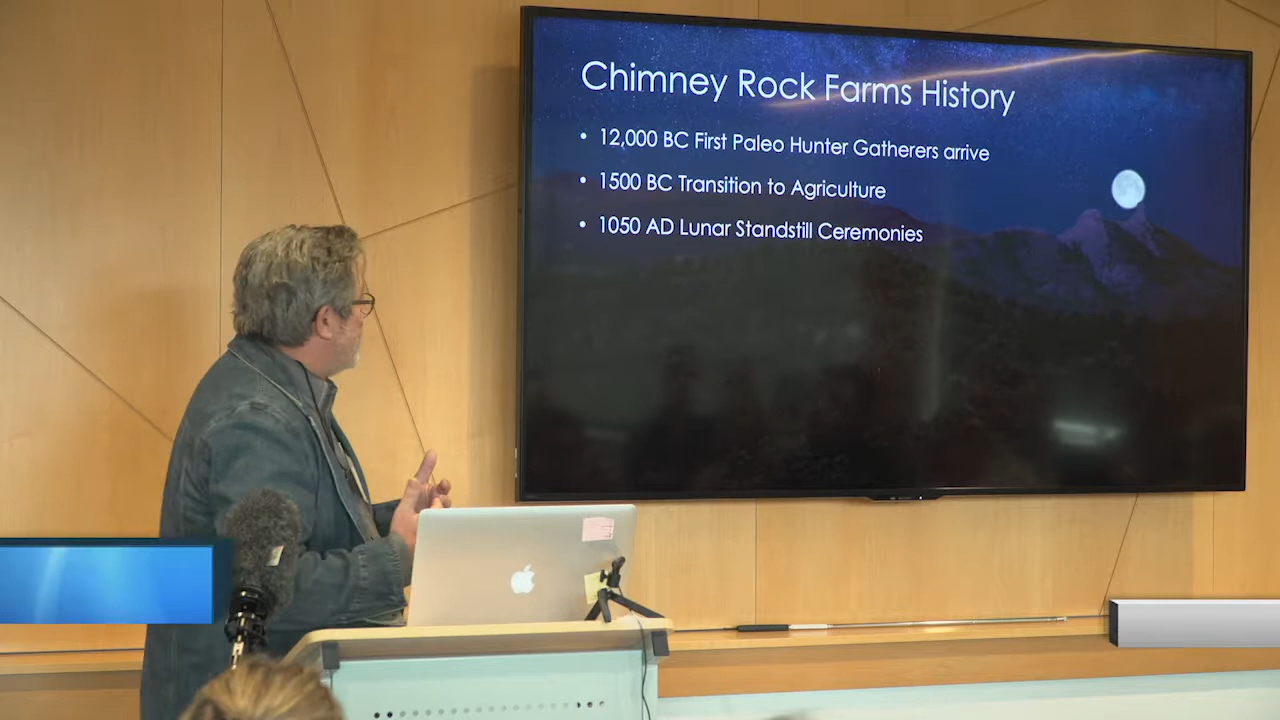 Chimney Rock Farms History
• 12,000 BC First Paleo Hunter Gatherers arrive
• 1500 BC Transition to Agriculture
• 1050 AD Lunar Standstill Ceremonies